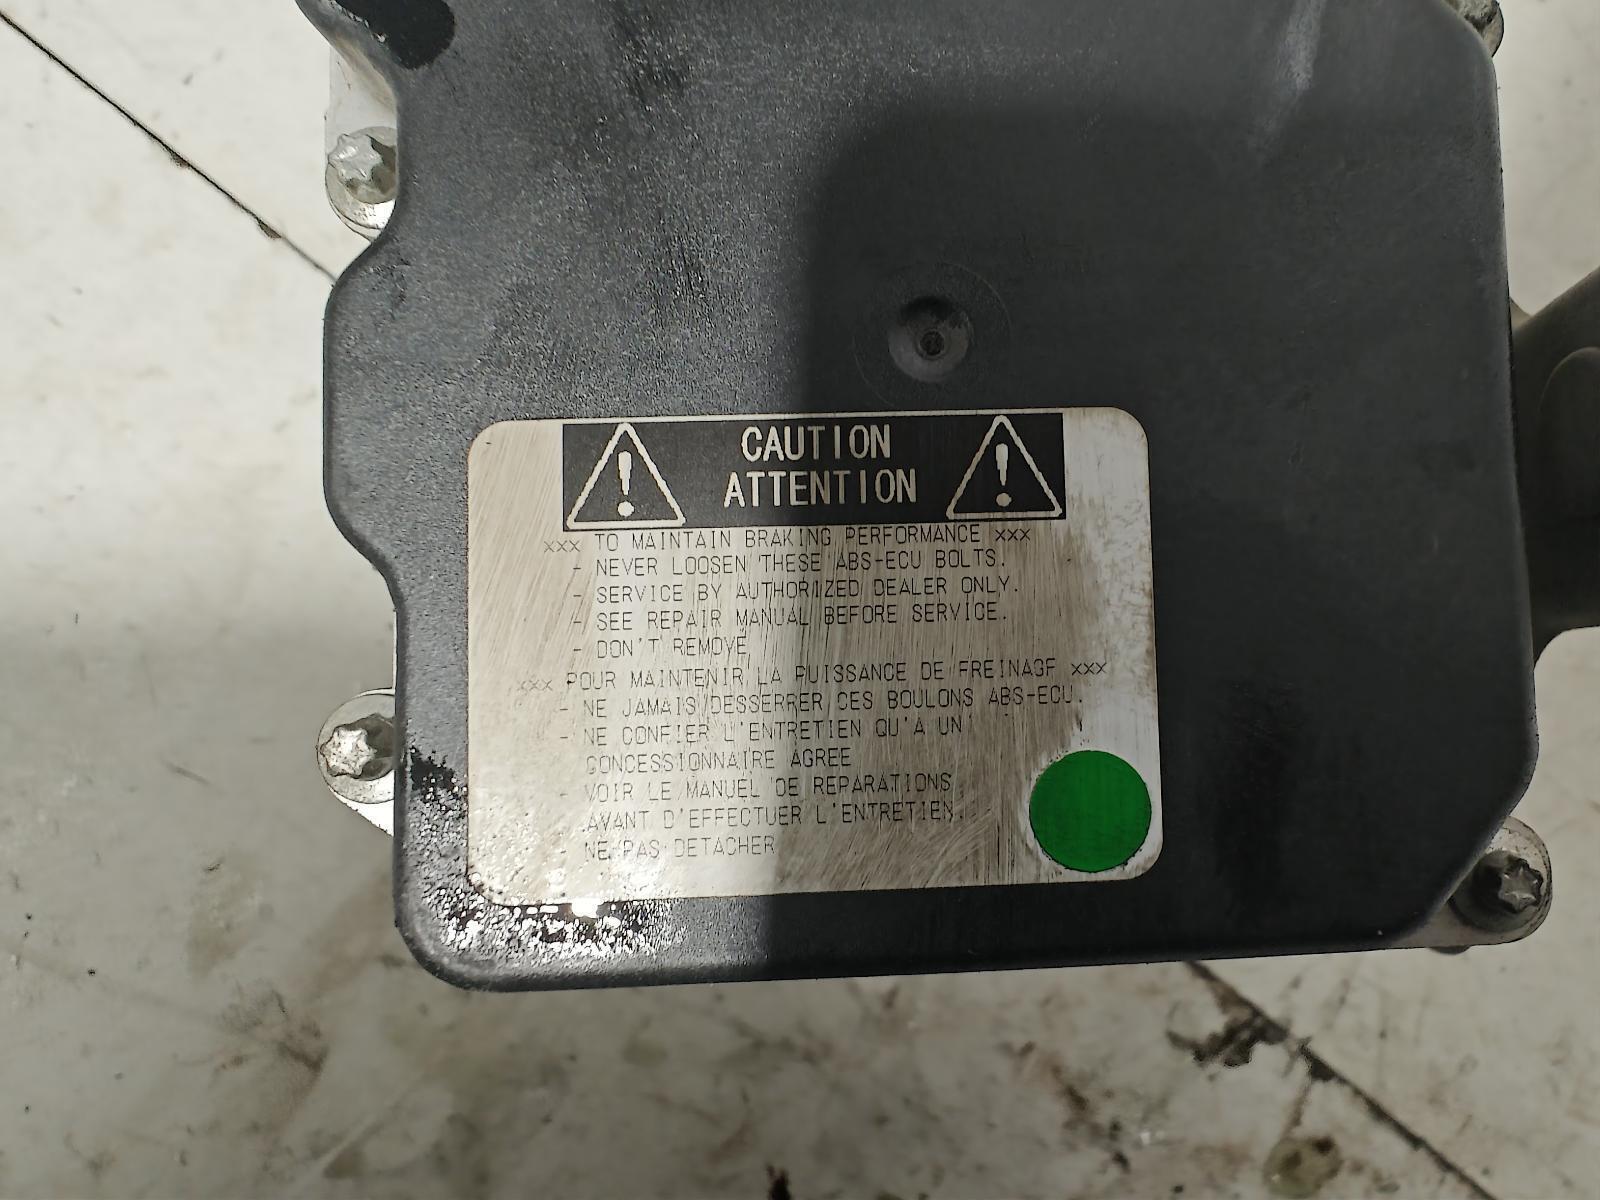 CAUTION
ATTENTION
xxx TO MAINTAIN BRAKING PERFORMANCE xxx
- NEVER LOOSEN THESE ABS-ECU BOLTS.
- SERVICE BY AUTHORIZED DEALER ONLY.
- SEE REPAIR MANUAL BEFORE SERVICE.
- DON'T REMOVE
xxx POUR MAINTENIR LA PUISSANCE DE FREINAGE xxx
- NE JAMAIS DESSERRER CES BOULONS ABS-ECU.
- NE CONFIER L'ENTRETIEN QU'À UN
CONCESSIONNAIRE AGREE
- VOIR LE MANUEL DE REPARATIONS
AVANT D'EFFECTUER L'ENTRETIEN.
- NE PAS DETACHER